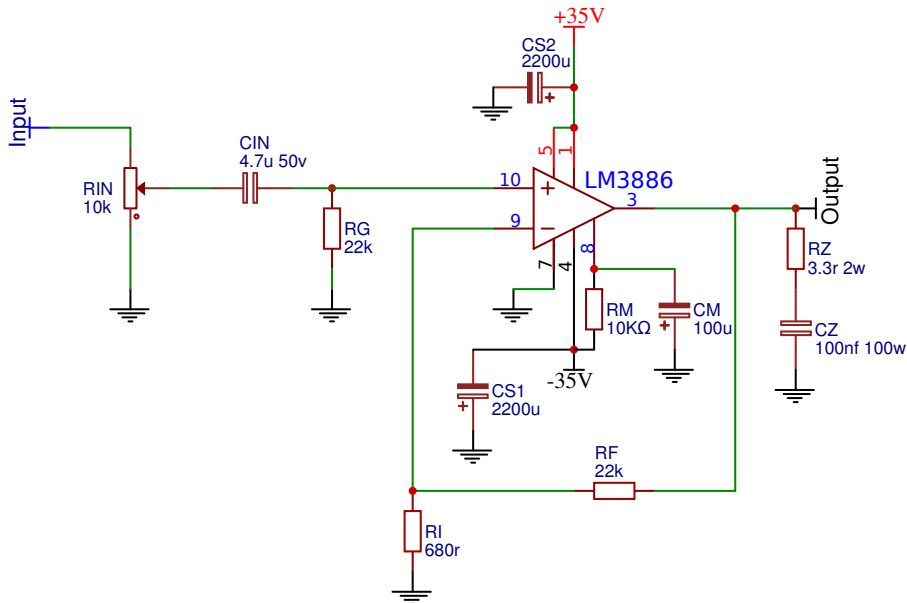 +35V
CS2
2200u
Input
CIN
4.7u 50v
RIN
10k
RG
22k
5
1
10
9
LM3886
3
7
4
8
Output
RZ
3.3r 2w
RM
10KΩ
CM
100u
CZ
100nf 100w
-35V
CS1
2200u
RF
22k
RI
680r